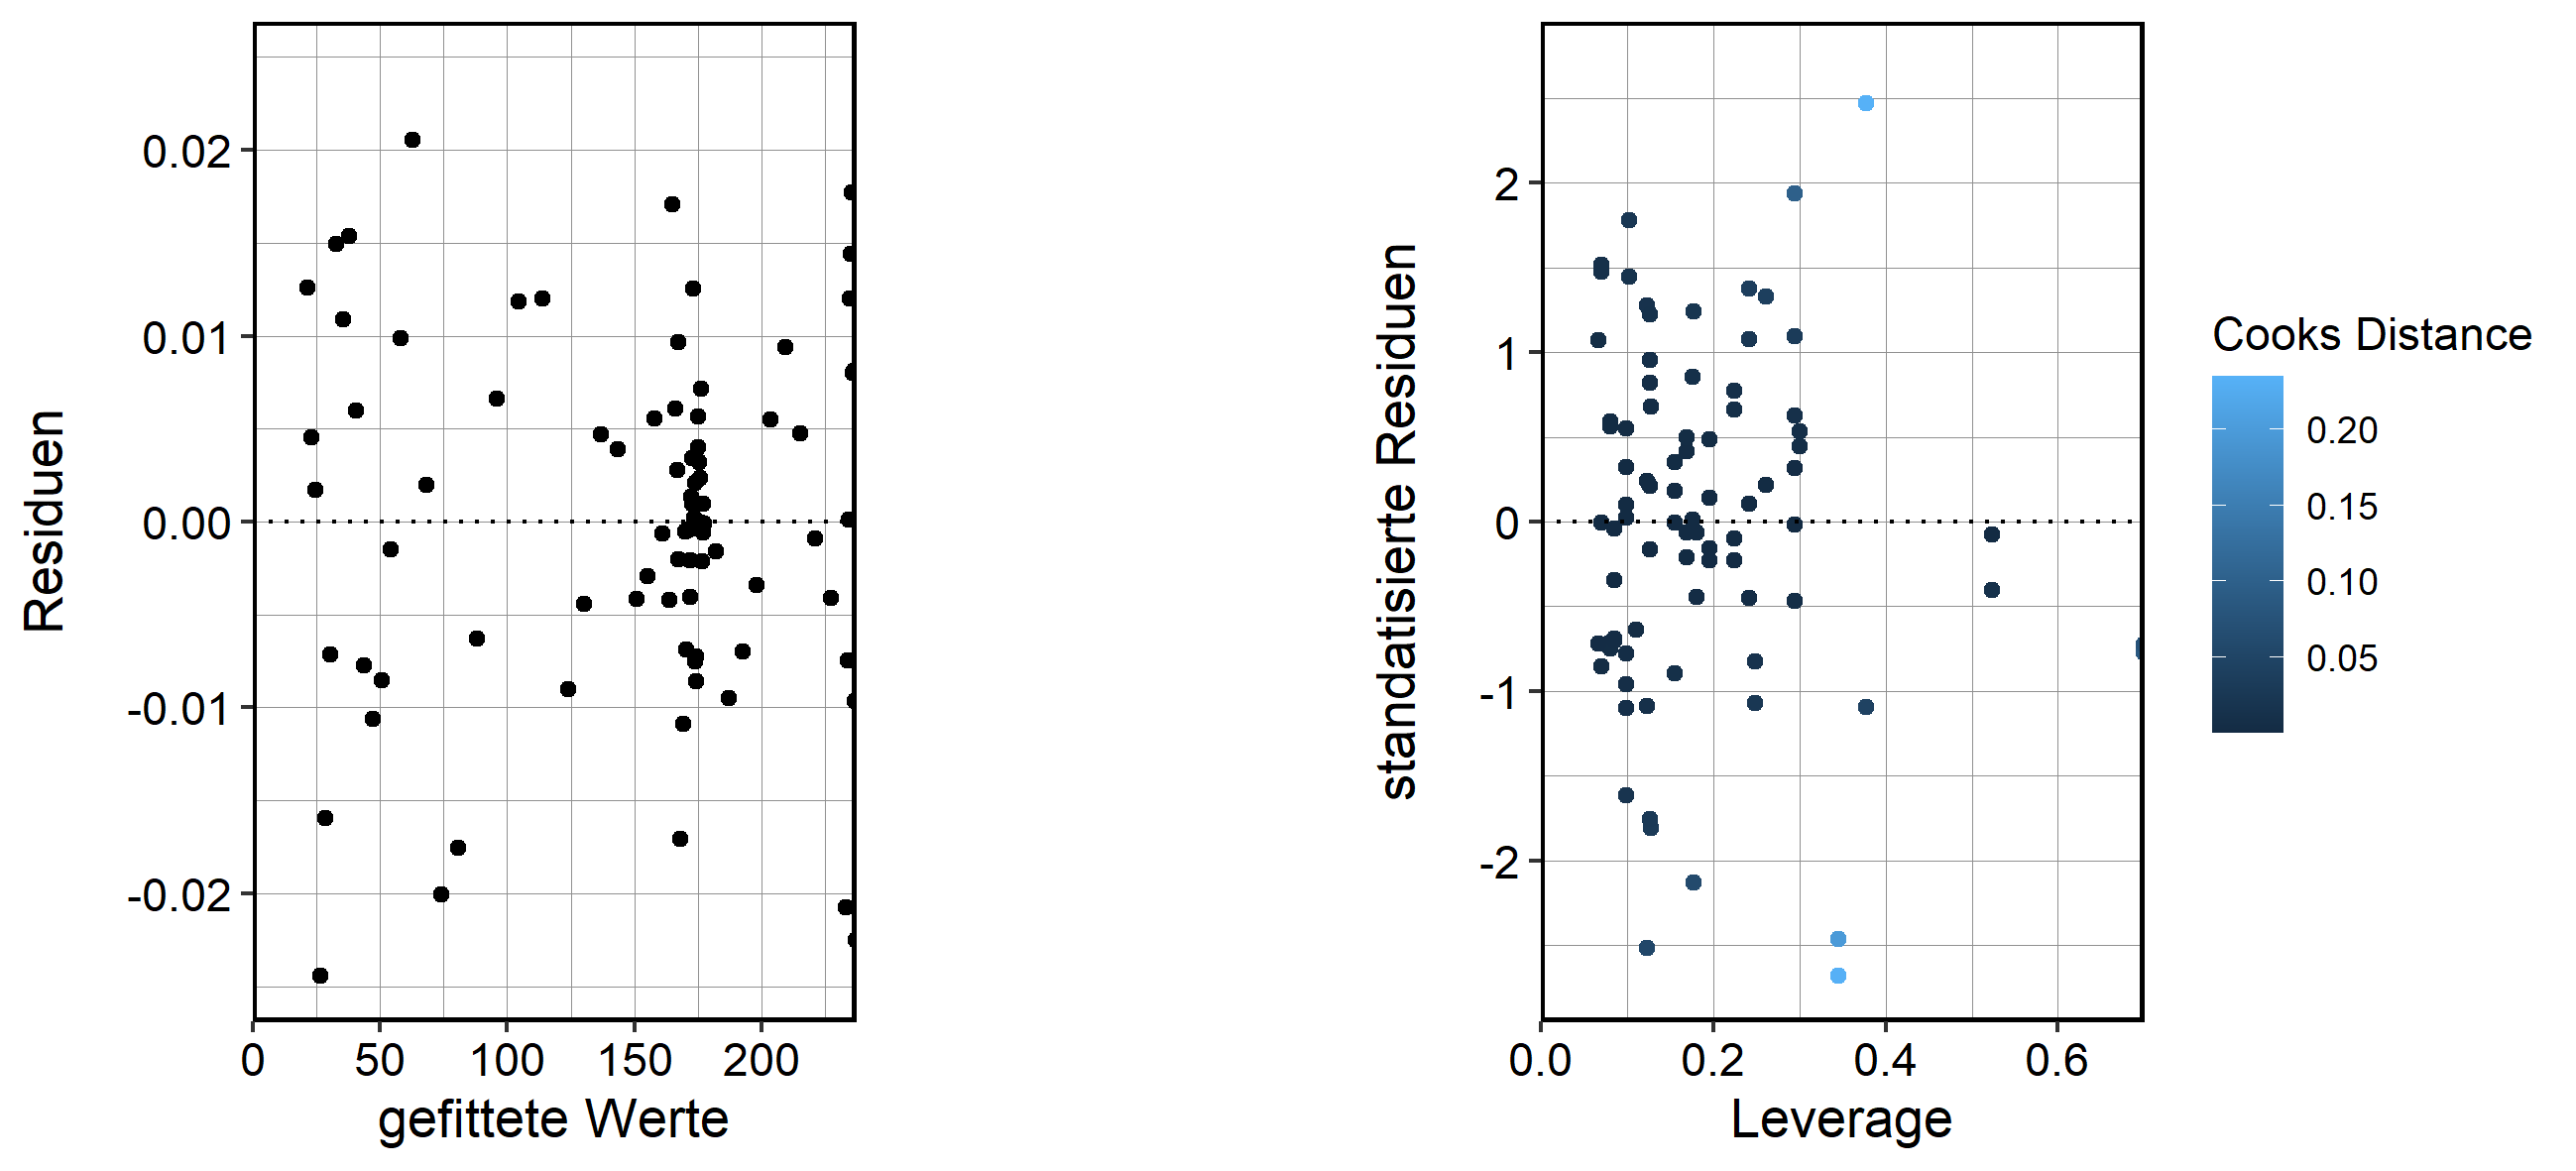 Residuen
0.02
0.01
0.00
-0.01
-0.02
0 50 100 150 200
gefittete Werte
standatisierte Residuen
2
1
0
-1
-2
0.0 0.2 0.4 0.6
Leverage
Cooks Distance
0.20
0.15
0.10
0.05